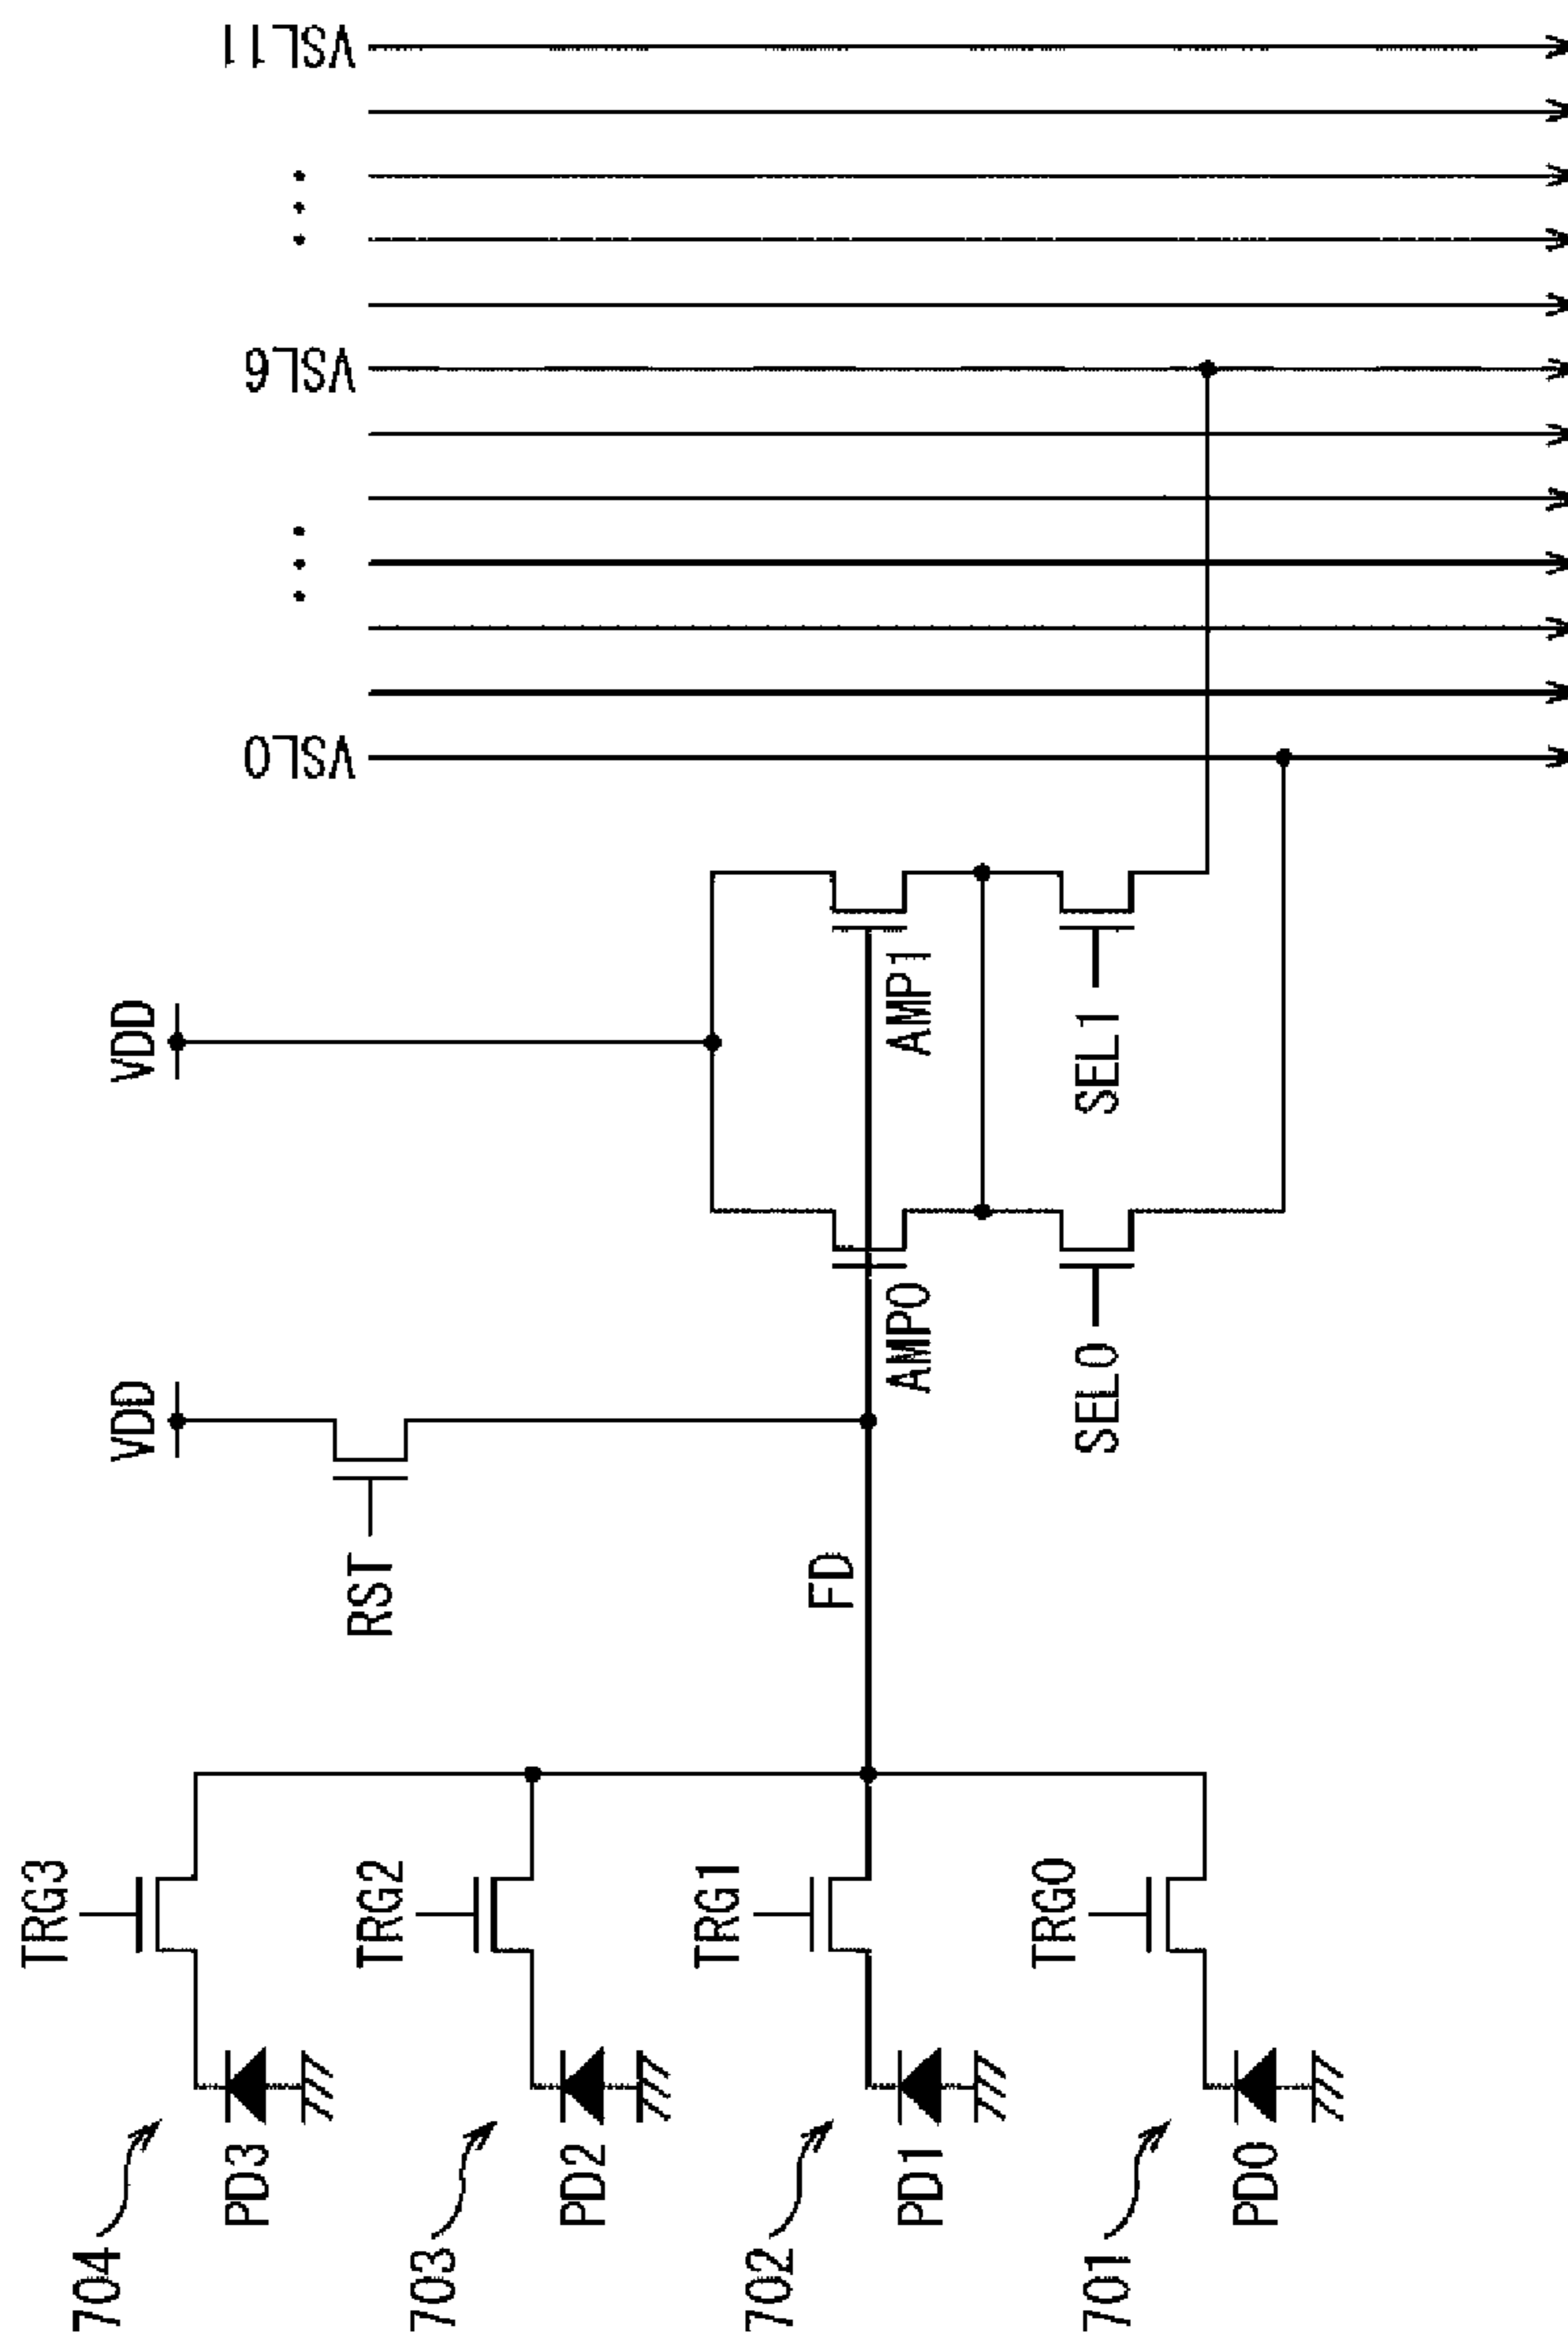 704
PD3
TRG3
703
PD2
TRG2
702
PD1
TRG1
701
PD0
TRG0
RST
VDD
FD
VDD
AMP0
AMP1
SEL0
SEL1
VSL0
...
VSL6
...
VSL11